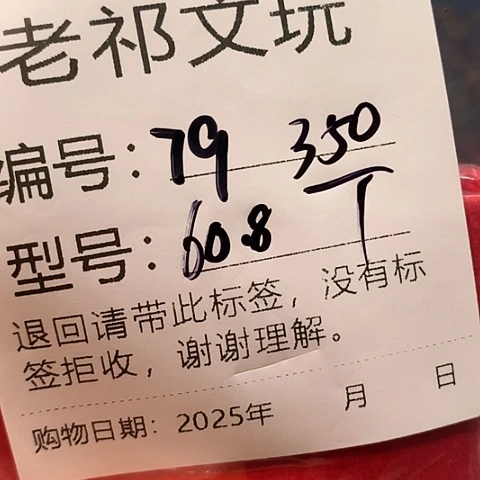 老祁文玩
编号：79 350
型号：60.8 T
退回请带此标签，没有标
签拒收，谢谢理解。
购物日期：2025年 月 日